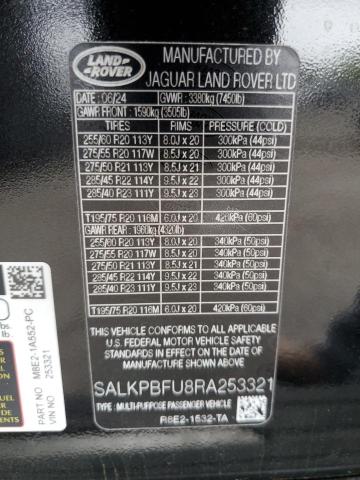 LAND ROVER
MANUFACTURED BY
JAGUAR LAND ROVER LTD
DATE: 06/24 GVWR: 3380kg (7450lb)
GAWR FRONT: 1590kg (3505lb)
TIRES RIMS PRESSURE (COLD)
255/60 R20 113Y 8.0J x 20 300kPa (44psi)
275/55 R20 117W 8.5J x 20 300kPa (44psi)
275/50 R21 113Y 8.5J x 21 300kPa (44psi)
285/45 R22 114Y 9.5J x 22 300kPa (44psi)
285/40 R23 111Y 9.5J x 23 300kPa (44psi)
T195/75 R20 116M 6.0J x 20 420kPa (60psi)
GAWR REAR: 1960kg (4320lb)
255/60 R20 113Y 8.0J x 20 340kPa (50psi)
275/55 R20 117W 8.5J x 20 340kPa (50psi)
275/50 R21 113Y 8.5J x 21 340kPa (50psi)
285/45 R22 114Y 9.5J x 22 340kPa (50psi)
285/40 R23 111Y 9.5J x 23 340kPa (50psi)
T195/75 R20 116M 6.0J x 20 420kPa (60psi)
THIS VEHICLE CONFORMS TO ALL APPLICABLE
U.S. FEDERAL MOTOR VEHICLE SAFETY
STANDARDS IN EFFECT ON THE DATE OF
MANUFACTURE SHOWN ABOVE.
SALKPBFU8RA253321
TYPE: MULTI-PURPOSE PASSENGER VEHICLE
R8E2-1532-TA
PART NO M8E2-1A552-PC
VIN NO 253321
lbs.